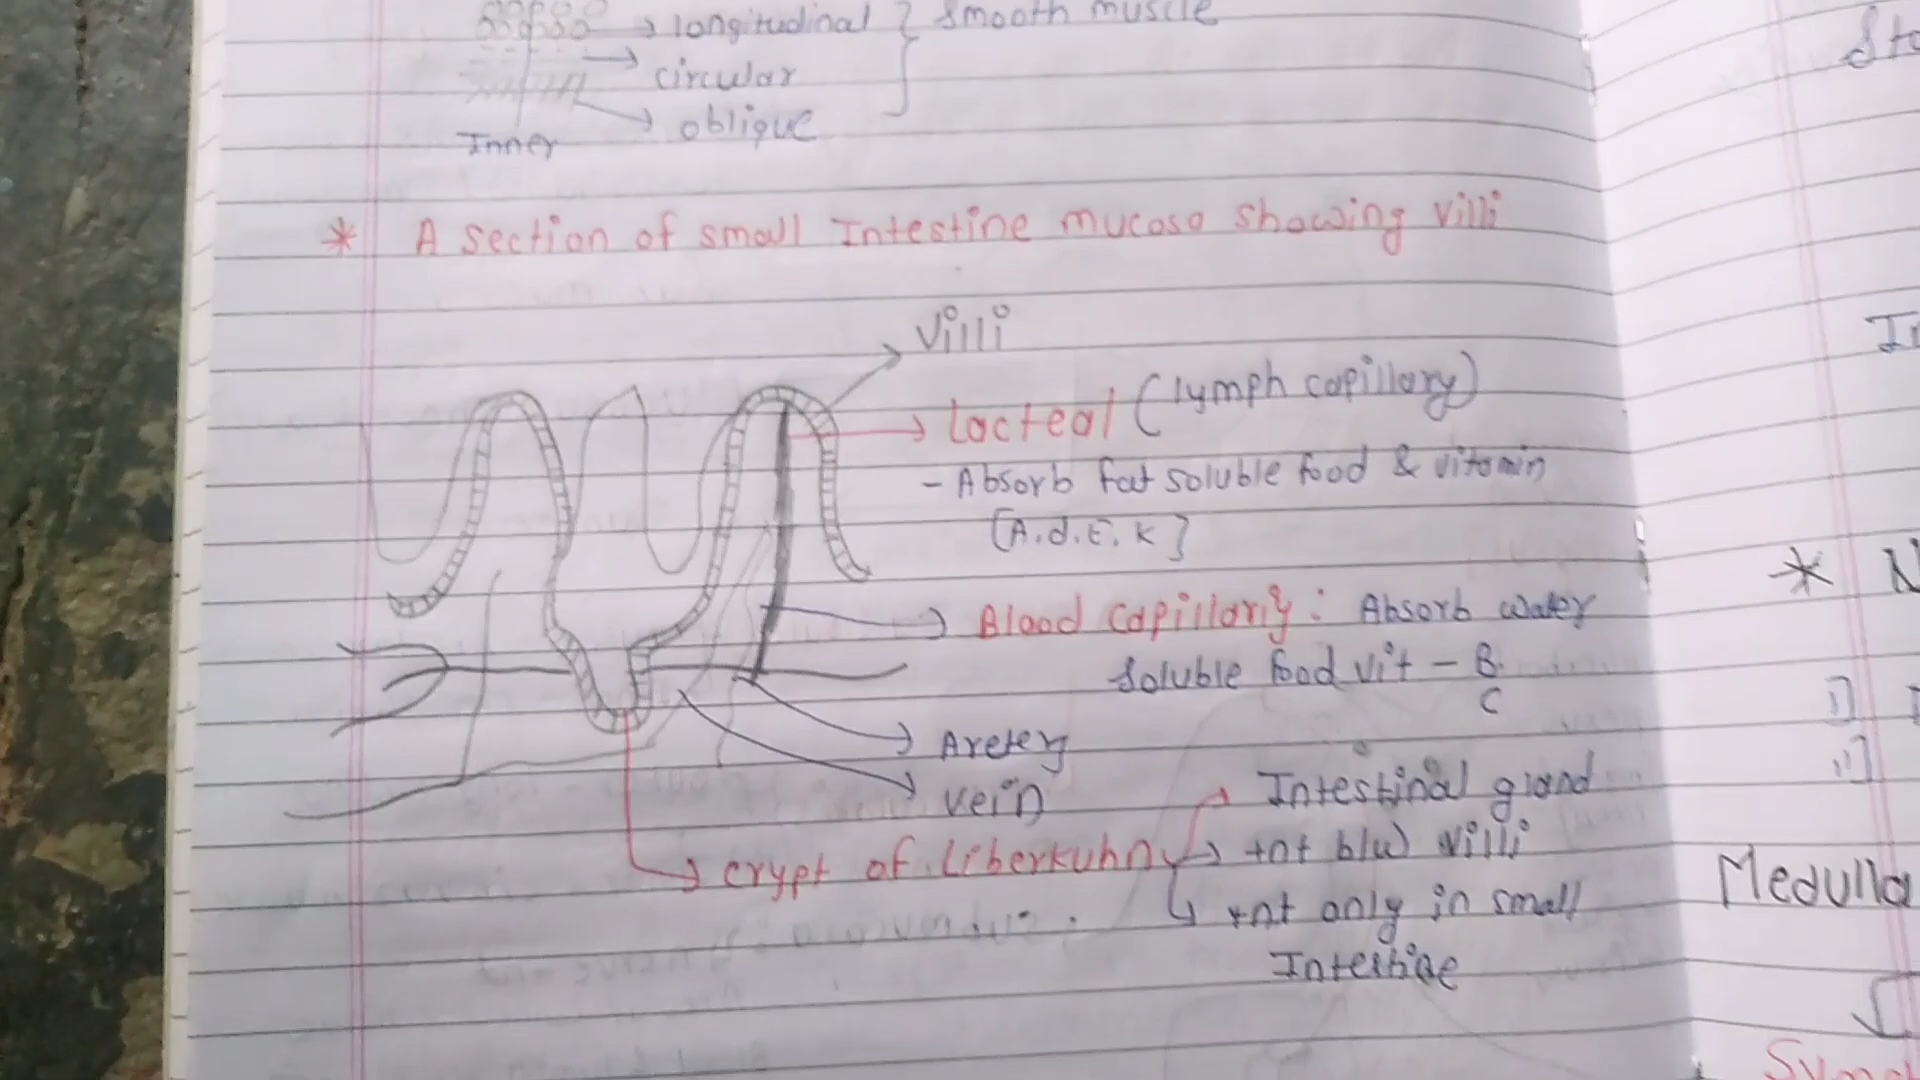 longitudinal } smooth muscle
circular
oblique
Inner
* A section of small Intestine mucosa showing villi
Villi
lacteal (lymph capillary)
- Absorb fat soluble food & vitamin
[A.d.E.K]
Blood capillary : Absorb water
soluble food vit - B
C
Aretery
vein
Intestinal gland
crypt of Liberkuhn
+nt b/w villi
+nt only in small
Intestine
* N
Medulla